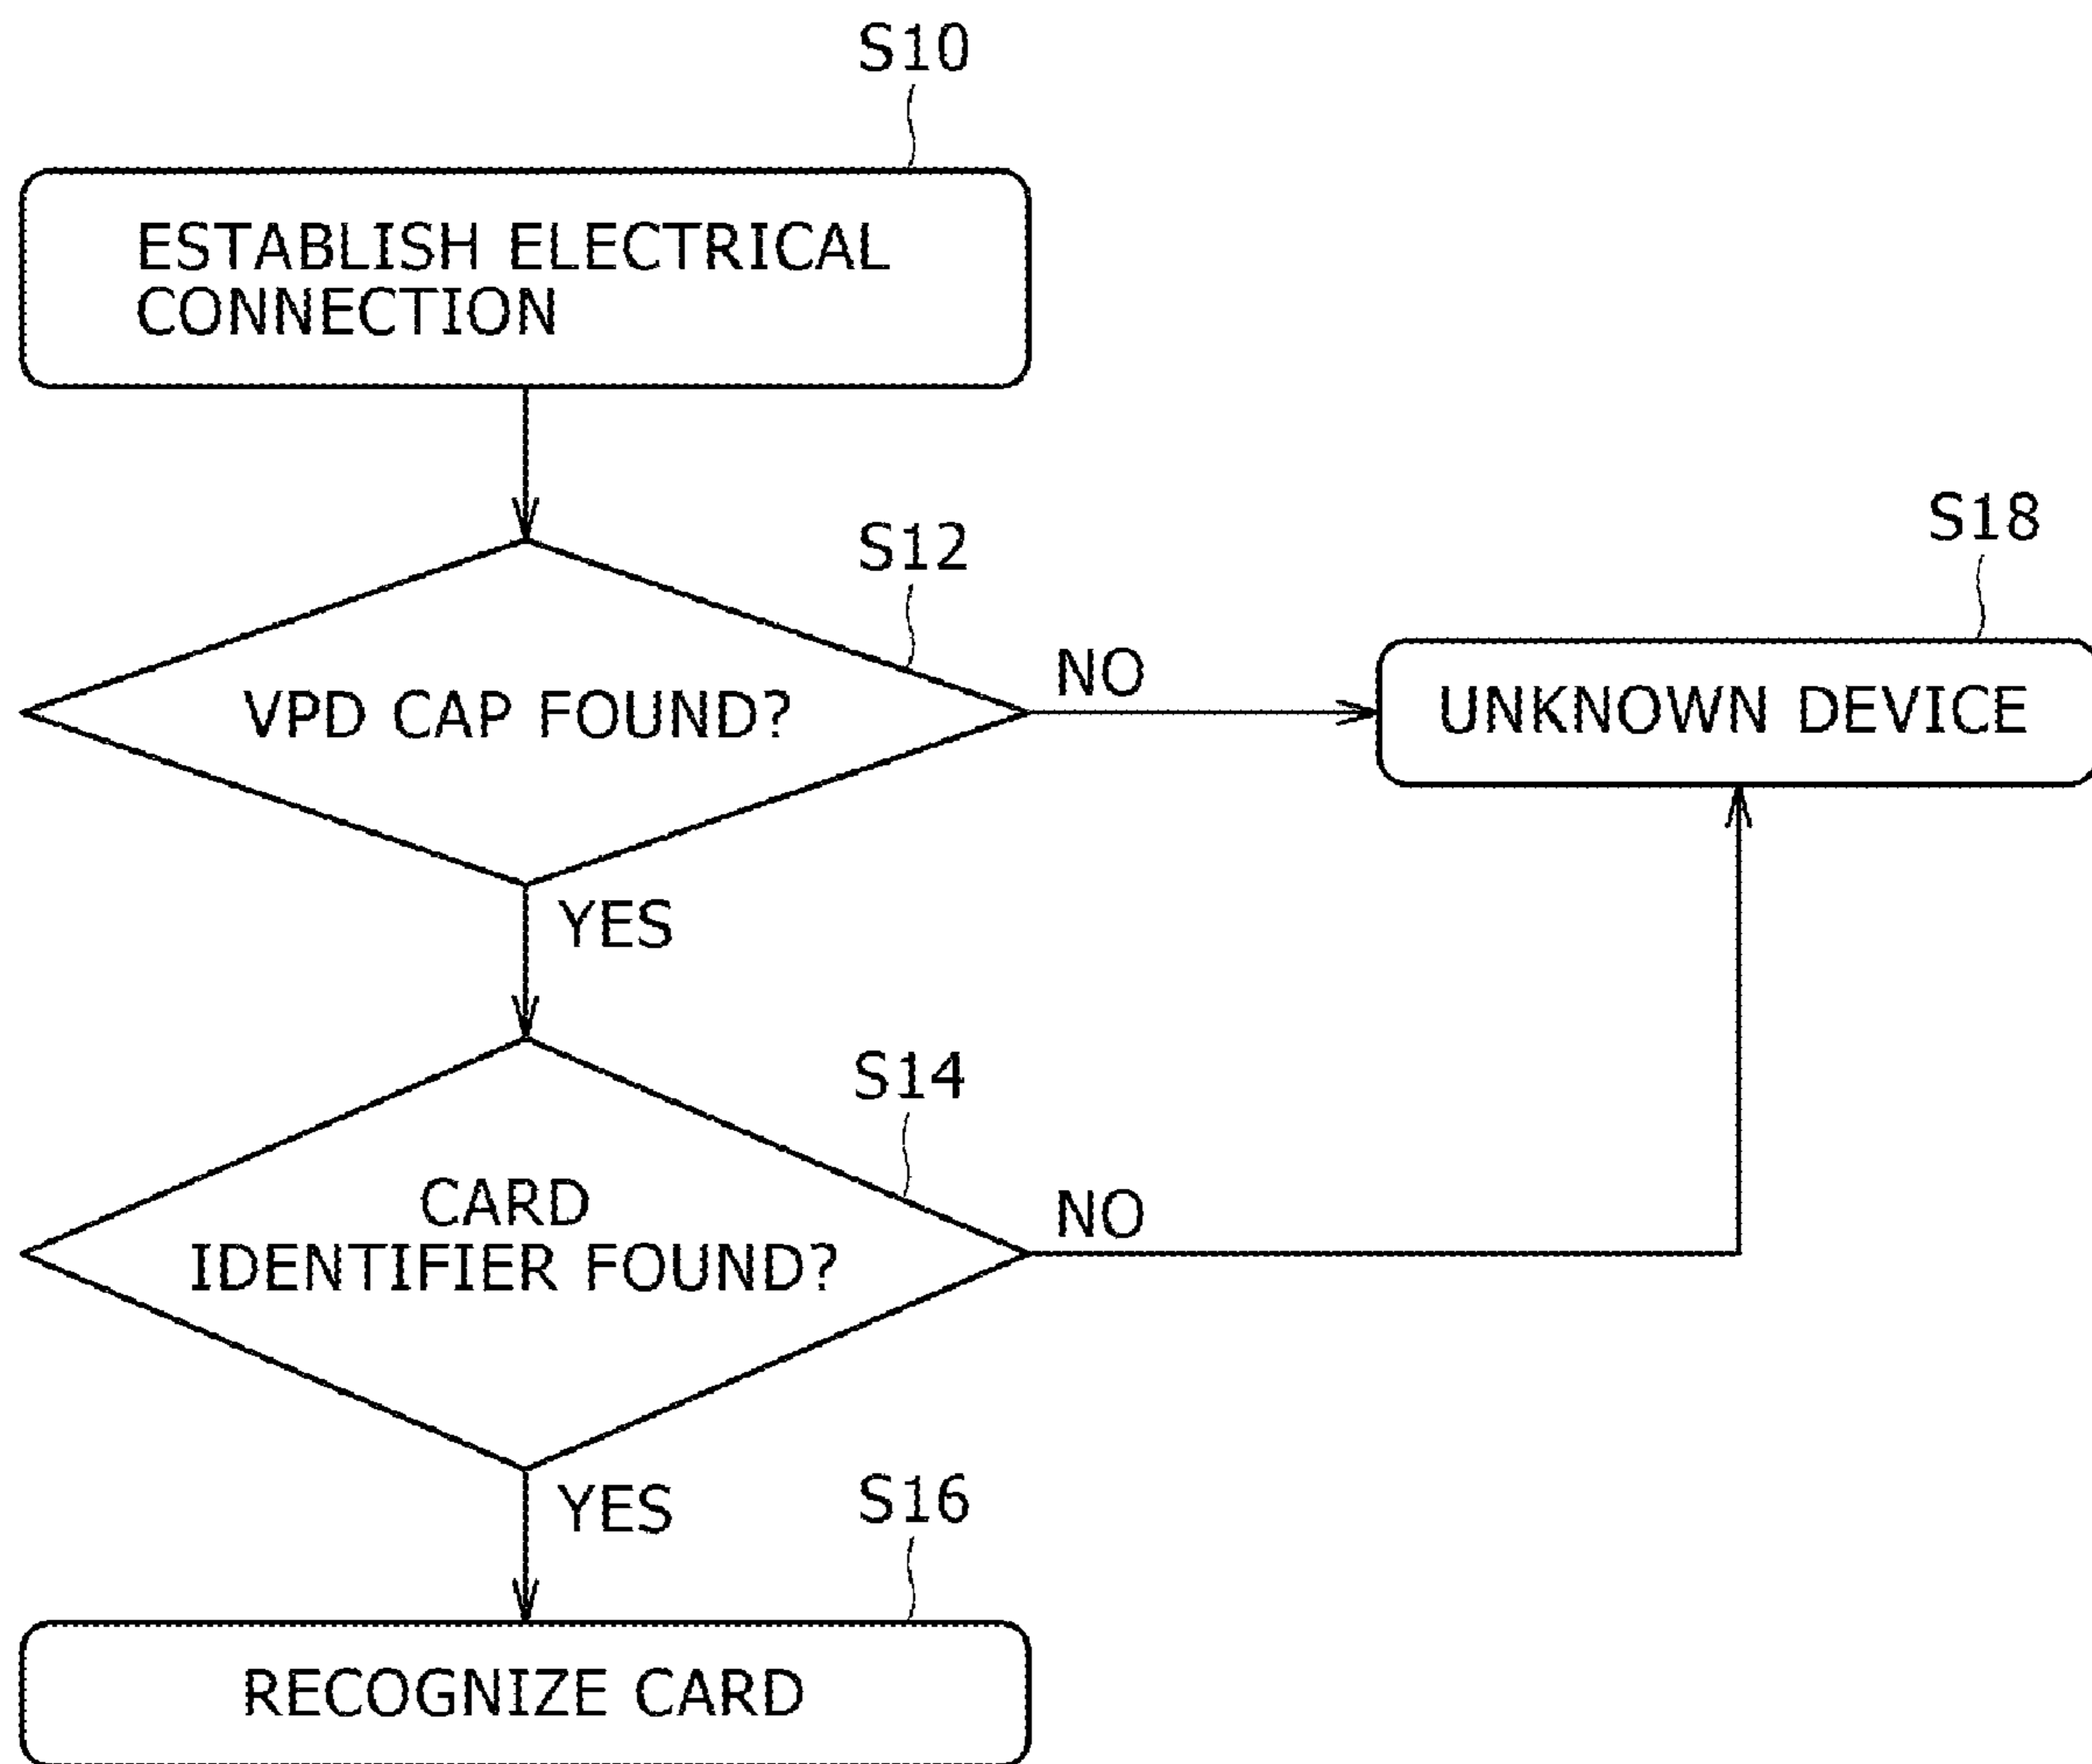 S10
ESTABLISH ELECTRICAL
CONNECTION
S12
S18
NO
VPD CAP FOUND?
UNKNOWN DEVICE
YES
S14
CARD
IDENTIFIER FOUND?
NO
YES
S16
RECOGNIZE CARD